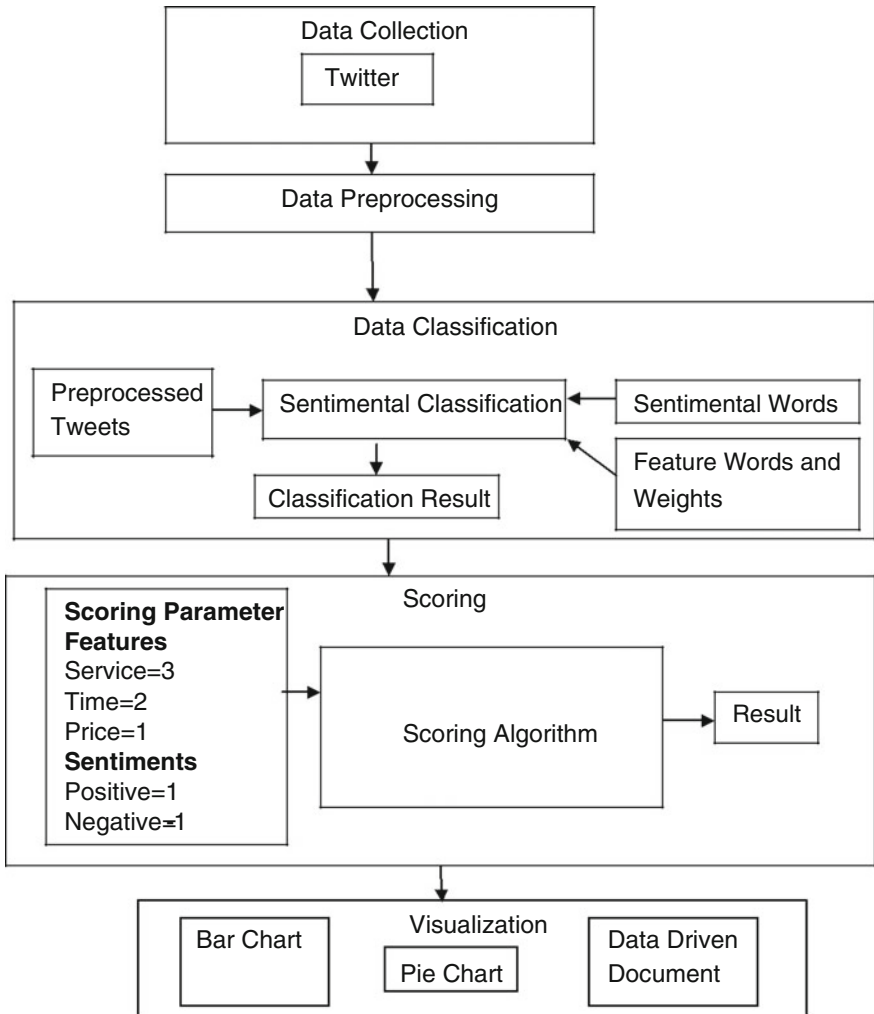 Data Collection
Twitter
Data Preprocessing
Data Classification
Preprocessed
Tweets
Sentimental Classification
Sentimental Words
Feature Words and
Weights
Classification Result
Scoring
Scoring Parameter
Features
Service=3
Time=2
Price=1
Sentiments
Positive=1
Negative=-1
Scoring Algorithm
Result
Visualization
Bar Chart
Pie Chart
Data Driven
Document